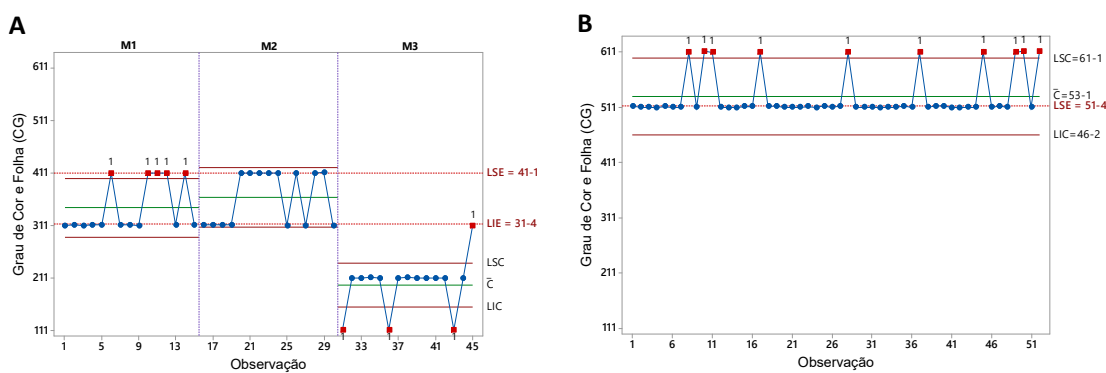 A
M1 M2 M3
Grau de Cor e Folha (CG)
611
511
411
311
211
111
1 1 1 1 1
1
1 1 1
LSE = 41-1
LIE = 31-4
LSC
C̄
LIC
1 5 9 13 17 21 25 29 33 37 41 45
Observação
B
Grau de Cor e Folha (CG)
611
511
411
311
211
111
1 1 1 1 1 1 1 1 1 1
LSC=61-1
C̄=53-1
LSE = 51-4
LIC=46-2
1 6 11 16 21 26 31 36 41 46 51
Observação